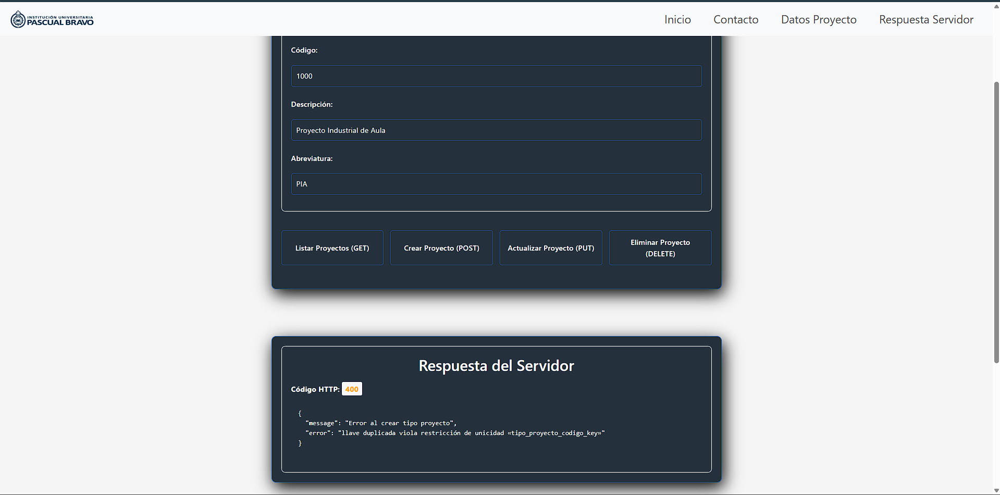 INSTITUCIÓN UNIVERSITARIA
PASCUAL BRAVO
Inicio
Contacto
Datos Proyecto
Respuesta Servidor
Código:
1000
Descripción:
Proyecto Industrial de Aula
Abreviatura:
PIA
Listar Proyectos (GET)
Crear Proyecto (POST)
Actualizar Proyecto (PUT)
Eliminar Proyecto
(DELETE)
Respuesta del Servidor
Código HTTP: 400
{
"message": "Error al crear tipo proyecto",
"error": "llave duplicada viola restricción de unicidad «tipo_proyecto_codigo_key»"
}